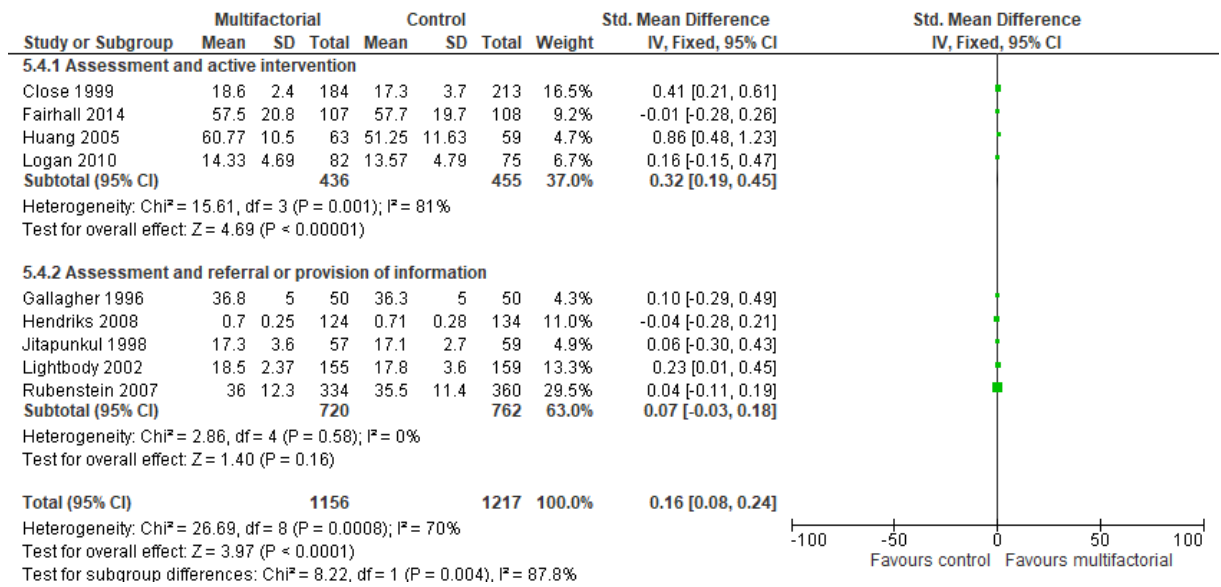 Multifactorial Control Std. Mean Difference Std. Mean Difference
Study or Subgroup Mean SD Total Mean SD Total Weight IV, Fixed, 95% CI IV, Fixed, 95% CI
5.4.1 Assessment and active intervention
Close 1999 18.6 2.4 184 17.3 3.7 213 16.5% 0.41 [0.21, 0.61]
Fairhall 2014 57.5 20.8 107 57.7 19.7 108 9.2% -0.01 [-0.28, 0.26]
Huang 2005 60.77 10.5 63 51.25 11.63 59 4.7% 0.86 [0.48, 1.23]
Logan 2010 14.33 4.69 82 13.57 4.79 75 6.7% 0.16 [-0.15, 0.47]
Subtotal (95% CI) 436 455 37.0% 0.32 [0.19, 0.45]
Heterogeneity: Chi² = 15.61, df = 3 (P = 0.001); I² = 81%
Test for overall effect: Z = 4.69 (P < 0.00001)
5.4.2 Assessment and referral or provision of information
Gallagher 1996 36.8 5 50 36.3 5 50 4.3% 0.10 [-0.29, 0.49]
Hendriks 2008 0.7 0.25 124 0.71 0.28 134 11.0% -0.04 [-0.28, 0.21]
Jitapunkul 1998 17.3 3.6 57 17.1 2.7 59 4.9% 0.06 [-0.30, 0.43]
Lightbody 2002 18.5 2.37 155 17.8 3.6 159 13.3% 0.23 [0.01, 0.45]
Rubenstein 2007 36 12.3 334 35.5 11.4 360 29.5% 0.04 [-0.11, 0.19]
Subtotal (95% CI) 720 762 63.0% 0.07 [-0.03, 0.18]
Heterogeneity: Chi² = 2.86, df = 4 (P = 0.58); I² = 0%
Test for overall effect: Z = 1.40 (P = 0.16)
Total (95% CI) 1156 1217 100.0% 0.16 [0.08, 0.24]
Heterogeneity: Chi² = 26.69, df = 8 (P = 0.0008); I² = 70%
Test for overall effect: Z = 3.97 (P < 0.0001)
Test for subgroup differences: Chi² = 8.22, df = 1 (P = 0.004), I² = 87.8%
-100 -50 0 50 100
Favours control Favours multifactorial